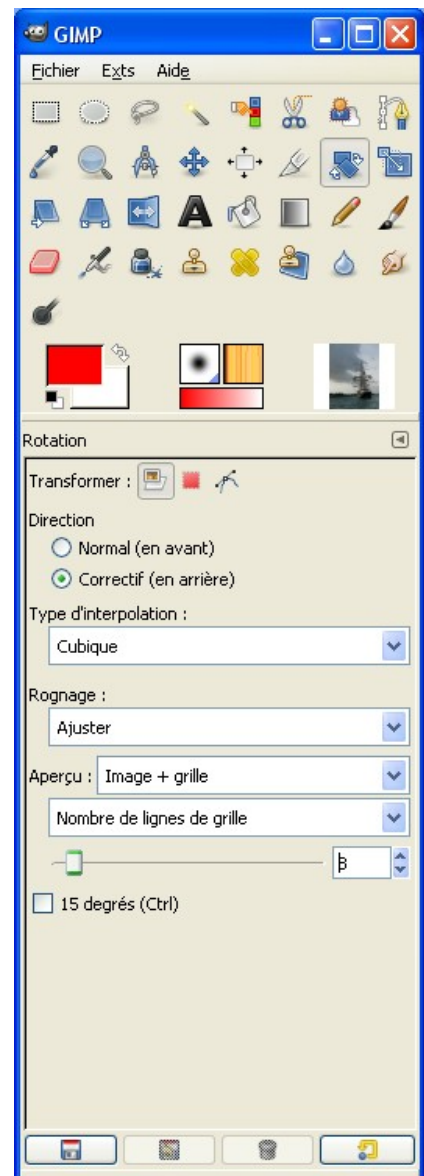 GIMP
Fichier Exts Aide
Rotation
Transformer :
Direction
Normal (en avant)
Correctif (en arrière)
Type d'interpolation :
Cubique
Rognage :
Ajuster
Aperçu : Image + grille
Nombre de lignes de grille
8
15 degrés (Ctrl)